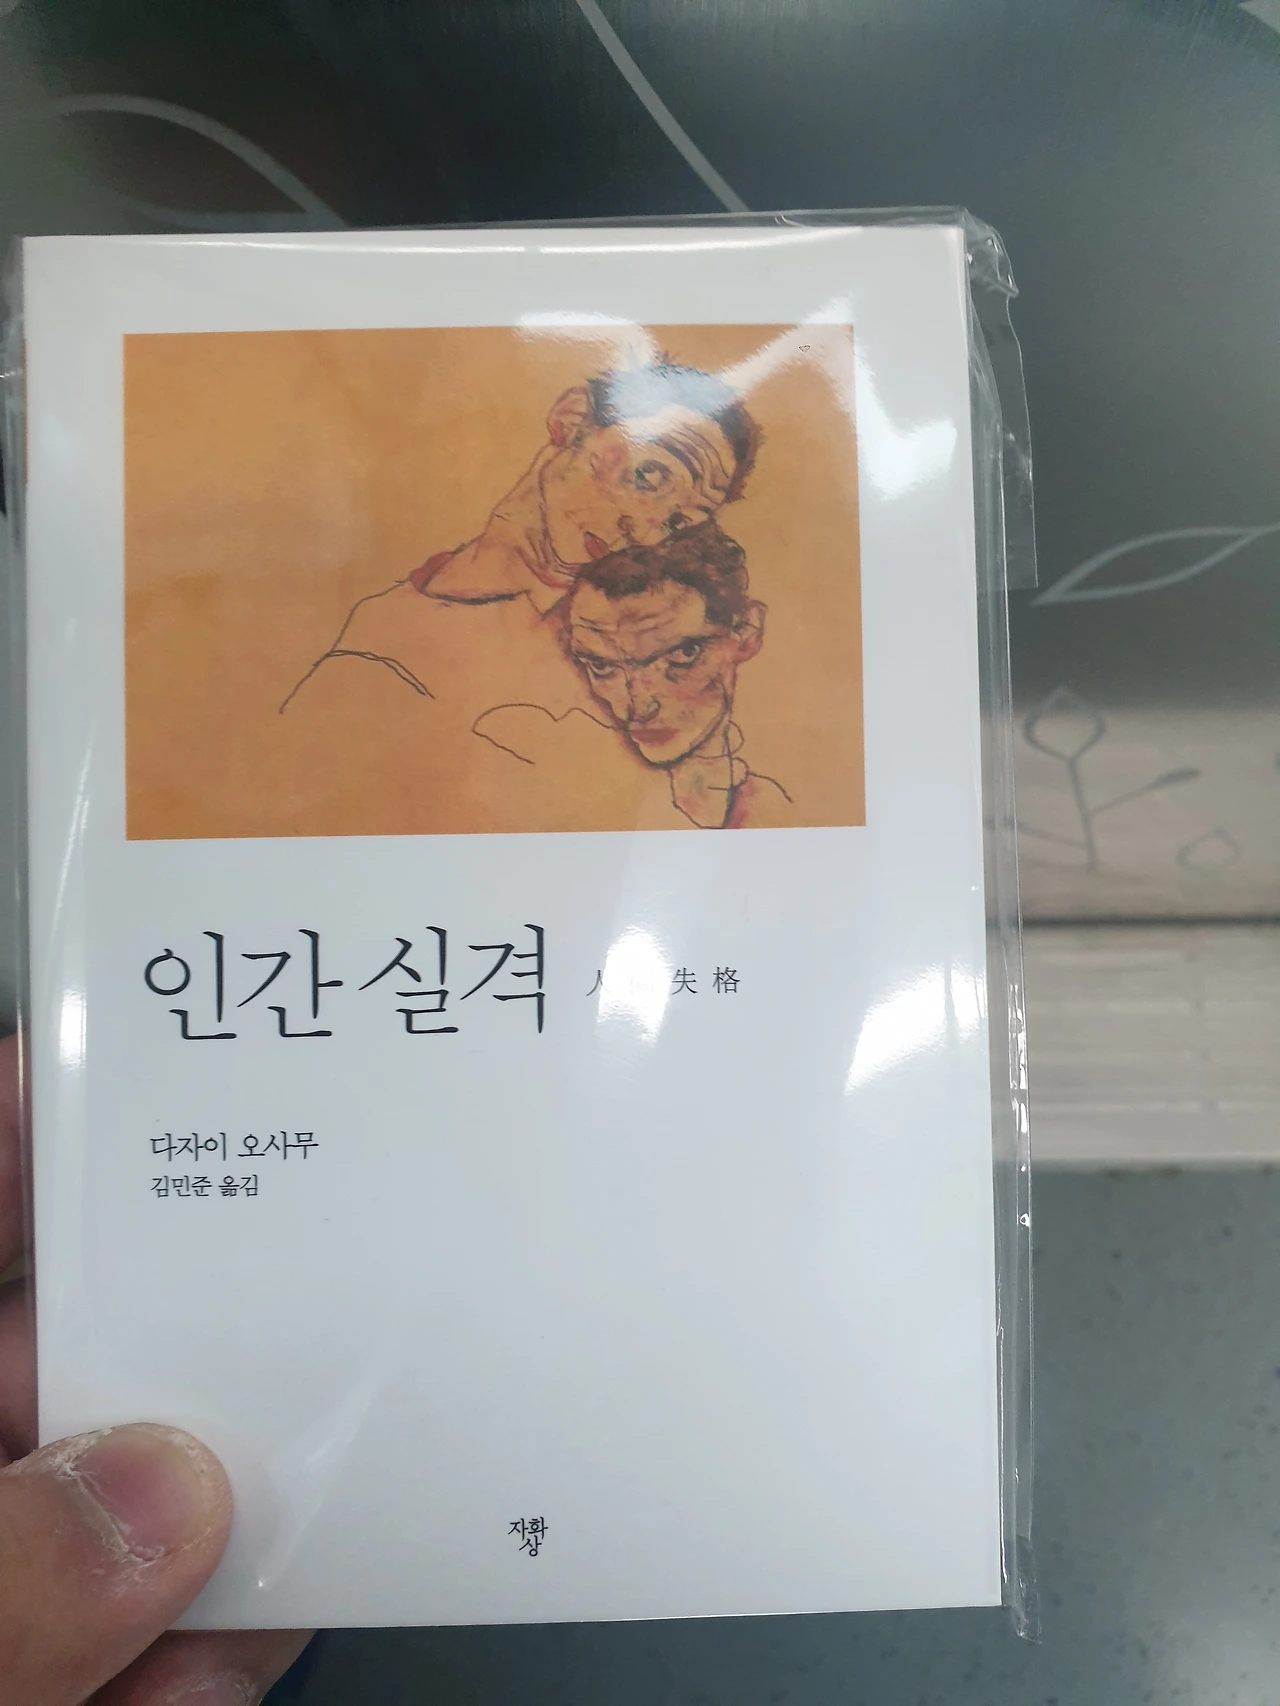 인간 실격 人 失 格
다자이 오사무
김민준 옮김
자화
상